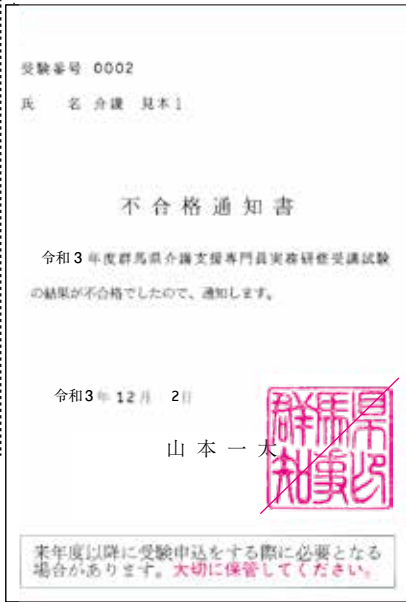 受験番号 0002
氏 名 介護 見本1
不合格通知書
令和3年度群馬県介護支援専門員実務研修受講試験
の結果が不合格でしたので、通知します。
令和3年12月 2日
山本一太
群馬県知事印
来年度以降に受験申込をする際に必要となる
場合があります。大切に保管してください。